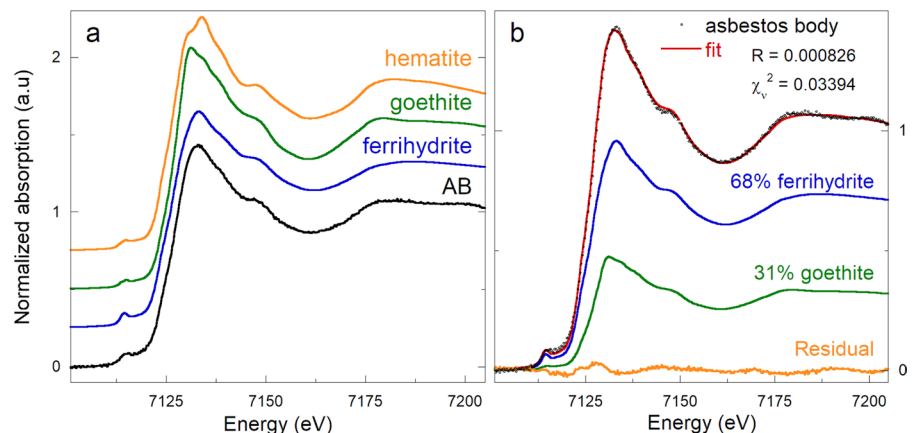 a
hematite
goethite
ferrihydrite
AB
Normalized absorption (a.u)
2
1
0
7125 7150 7175 7200
Energy (eV)
b
asbestos body
fit
R = 0.000826
χν2 = 0.03394
68% ferrihydrite
31% goethite
Residual
1
0
7125 7150 7175 7200
Energy (eV)